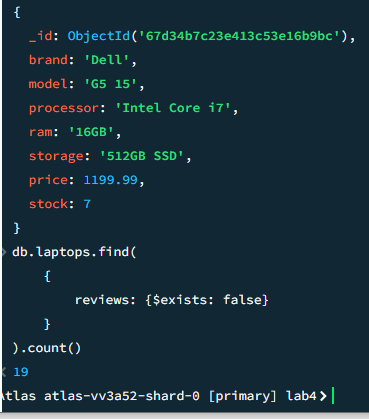 {
_id: ObjectId('67d34b7c23e413c53e16b9bc'),
brand: 'Dell',
model: 'G5 15',
processor: 'Intel Core i7',
ram: '16GB',
storage: '512GB SSD',
price: 1199.99,
stock: 7
}
> db.laptops.find(
{
reviews: {$exists: false}
}
).count()
< 19
Atlas atlas-vv3a52-shard-0 [primary] lab4>